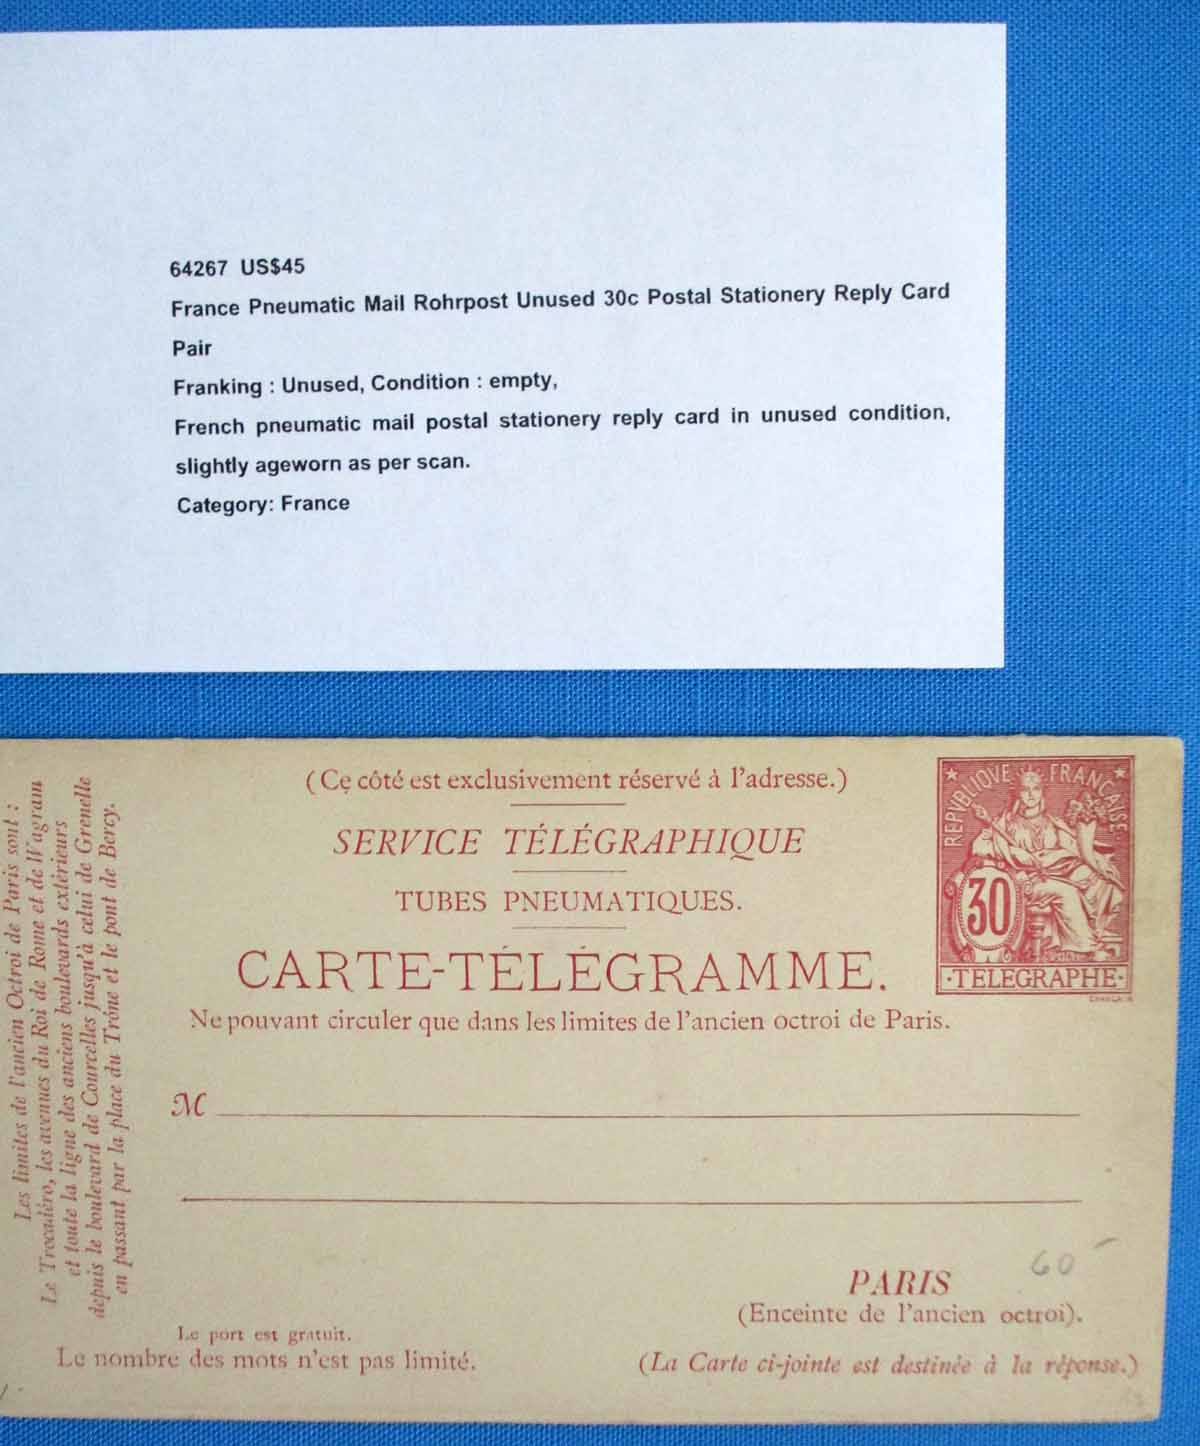 64267 US$45
France Pneumatic Mail Rohrpost Unused 30c Postal Stationery Reply Card
Pair
Franking : Unused, Condition : empty,
French pneumatic mail postal stationery reply card in unused condition,
slightly ageworn as per scan.
Category: France
(Ce côté est exclusivement réservé à l'adresse.)
SERVICE TÉLÉGRAPHIQUE
TUBES PNEUMATIQUES.
CARTE-TÉLÉGRAMME.
Ne pouvant circuler que dans les limites de l'ancien octroi de Paris.
REPVBLIQVE FRANÇAISE
30
·TELEGRAPHE·
M
PARIS
(Enceinte de l'ancien octroi).
(La Carte ci-jointe est destinée à la réponse.)
60 -
Le port est gratuit.
Le nombre des mots n'est pas limité.
Les limites de l'ancien Octroi de Paris sont :
Le Trocadéro, les avenues du Roi de Rome et de Wagram
et toute la ligne des anciens boulevards extérieurs
depuis le boulevard de Courcelles jusqu'à celui de Grenelle
en passant par la place du Trône et le pont de Bercy.